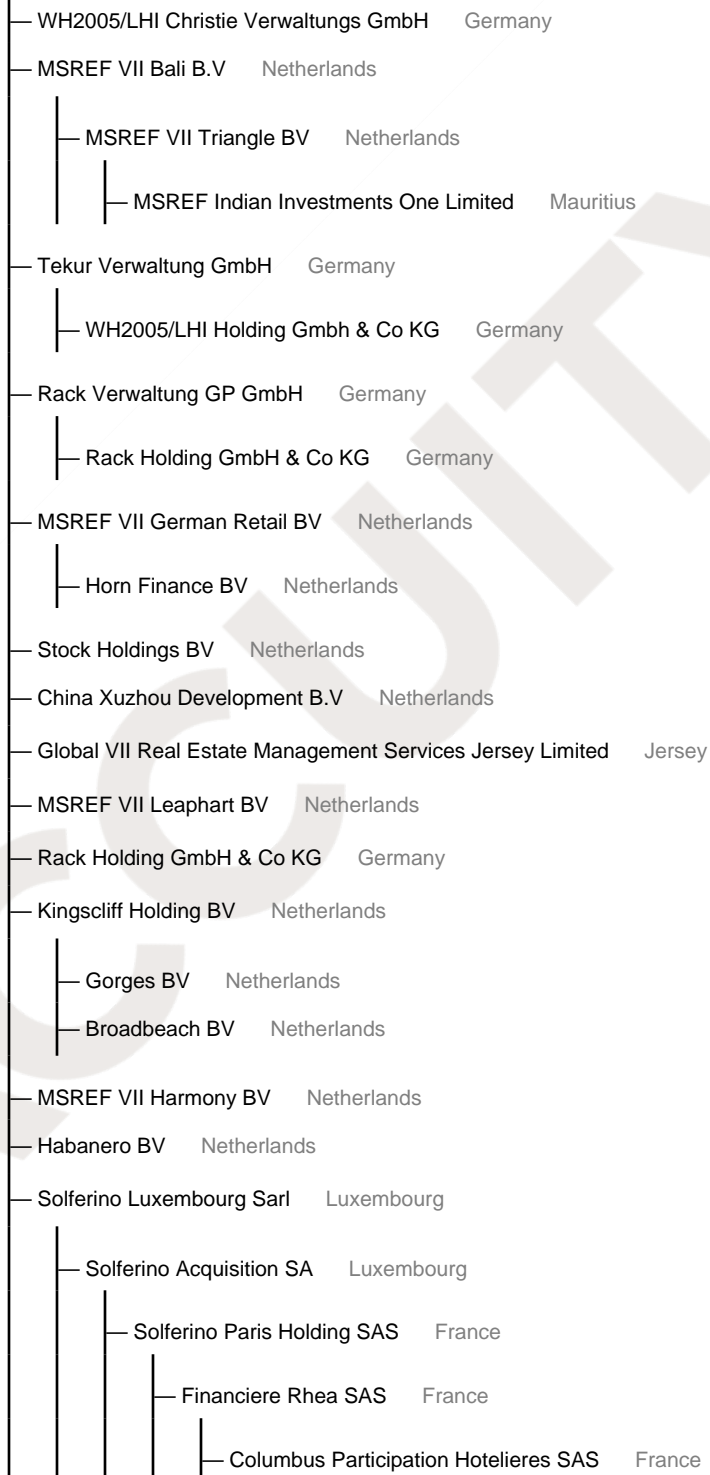 WH2005/LHI Christie Verwaltungs GmbH Germany
MSREF VII Bali B.V Netherlands
MSREF VII Triangle BV Netherlands
MSREF Indian Investments One Limited Mauritius
Tekur Verwaltung GmbH Germany
WH2005/LHI Holding Gmbh & Co KG Germany
Rack Verwaltung GP GmbH Germany
Rack Holding GmbH & Co KG Germany
MSREF VII German Retail BV Netherlands
Horn Finance BV Netherlands
Stock Holdings BV Netherlands
China Xuzhou Development B.V Netherlands
Global VII Real Estate Management Services Jersey Limited Jersey
MSREF VII Leaphart BV Netherlands
Rack Holding GmbH & Co KG Germany
Kingscliff Holding BV Netherlands
Gorges BV Netherlands
Broadbeach BV Netherlands
MSREF VII Harmony BV Netherlands
Habanero BV Netherlands
Solferino Luxembourg Sarl Luxembourg
Solferino Acquisition SA Luxembourg
Solferino Paris Holding SAS France
Financiere Rhea SAS France
Columbus Participation Hotelieres SAS France
ACCUITY